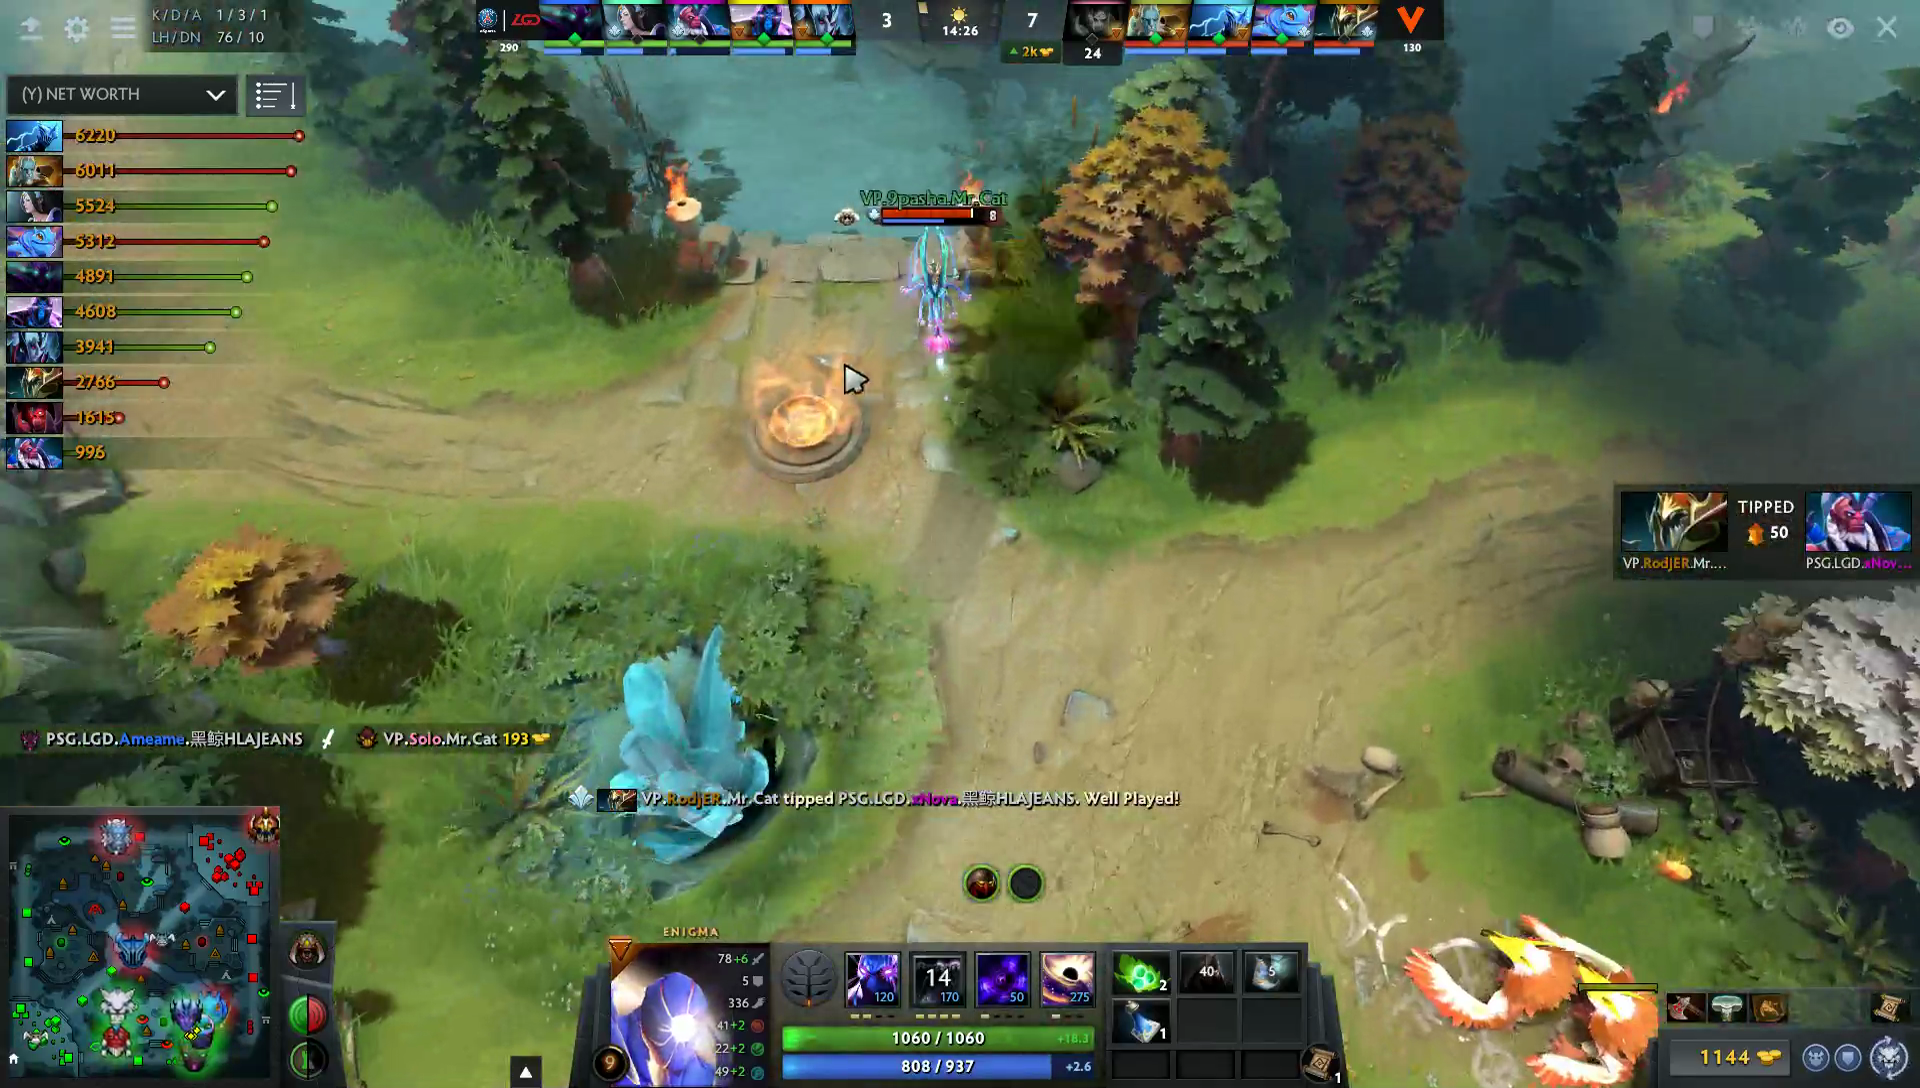 K/D/A 1/3/1
LH/DN 76/10
LGD
290
3
14:26
7
2k
24
130
(Y) NET WORTH
6220
6011
5524
5312
4891
4608
3941
2766
1615
996
VP.9pasha.Mr.Cat
8
TIPPED
50
VP.RodjER.Mr....
PSG.LGD.xNov...
PSG.LGD.Ameame.黑鲸HLAJEANS
VP.Solo.Mr.Cat 193
VP.RodjER.Mr.Cat tipped PSG.LGD.xNova.黑鲸HLAJEANS. Well Played!
ENIGMA
78+6
5
336
41+2
22+2
49+2
9
120
14
170
50
275
2
40
5
1
1060 / 1060
+18.3
808 / 937
+2.6
1
1144